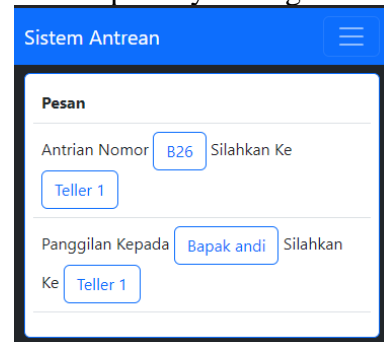 Sistem Antrean
Pesan
Antrian Nomor B26 Silahkan Ke
Teller 1
Panggilan Kepada Bapak andi Silahkan
Ke Teller 1